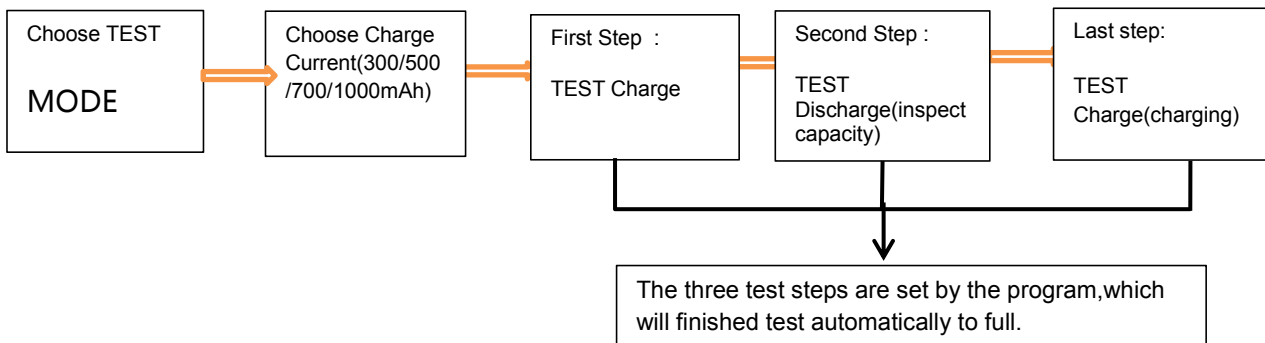 Choose TEST
MODE
Choose Charge
Current(300/500
/700/1000mAh)
First Step :
TEST Charge
Second Step :
TEST
Discharge(inspect
capacity)
Last step:
TEST
Charge(charging)
The three test steps are set by the program,which
will finished test automatically to full.